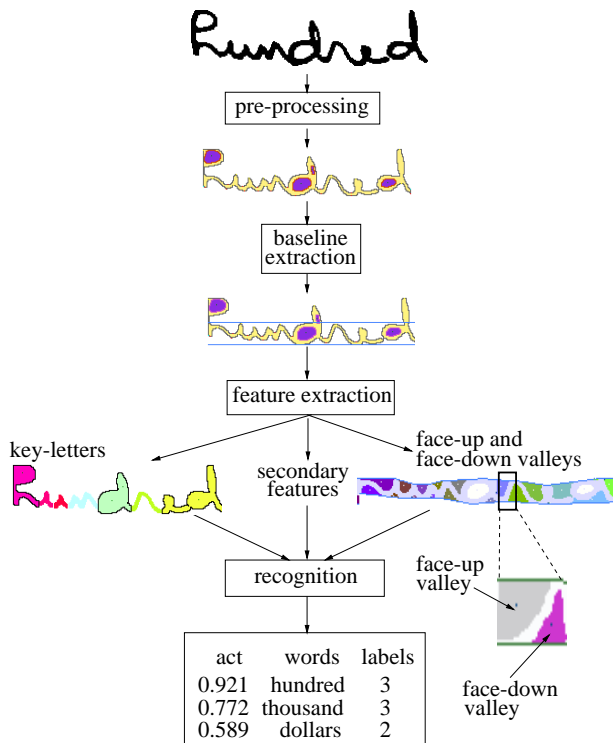 hundred
pre-processing
baseline
extraction
feature extraction
key-letters
secondary
features
face-up and
face-down valleys
recognition
face-up
valley
face-down
valley
act words labels
0.921 hundred 3
0.772 thousand 3
0.589 dollars 2